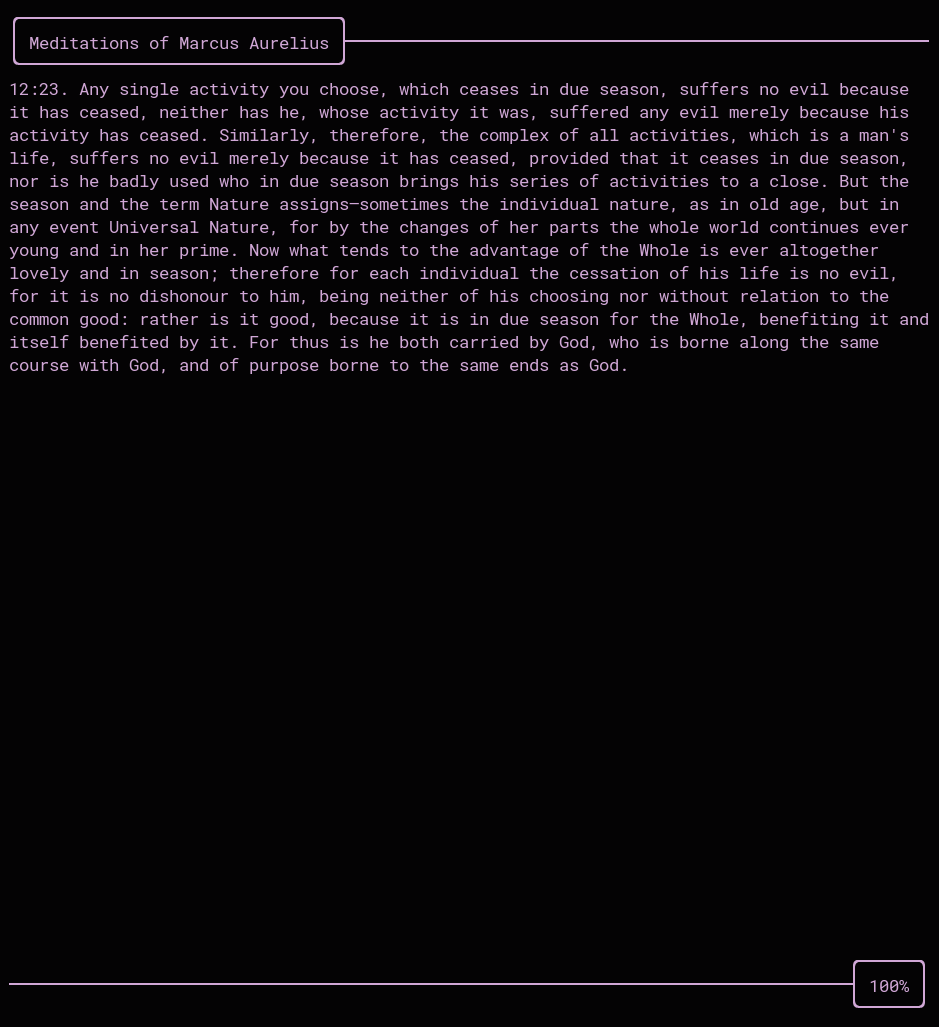 Meditations of Marcus Aurelius
12:23. Any single activity you choose, which ceases in due season, suffers no evil because
it has ceased, neither has he, whose activity it was, suffered any evil merely because his
activity has ceased. Similarly, therefore, the complex of all activities, which is a man's
life, suffers no evil merely because it has ceased, provided that it ceases in due season,
nor is he badly used who in due season brings his series of activities to a close. But the
season and the term Nature assigns—sometimes the individual nature, as in old age, but in
any event Universal Nature, for by the changes of her parts the whole world continues ever
young and in her prime. Now what tends to the advantage of the Whole is ever altogether
lovely and in season; therefore for each individual the cessation of his life is no evil,
for it is no dishonour to him, being neither of his choosing nor without relation to the
common good: rather is it good, because it is in due season for the Whole, benefiting it and
itself benefited by it. For thus is he both carried by God, who is borne along the same
course with God, and of purpose borne to the same ends as God.
100%